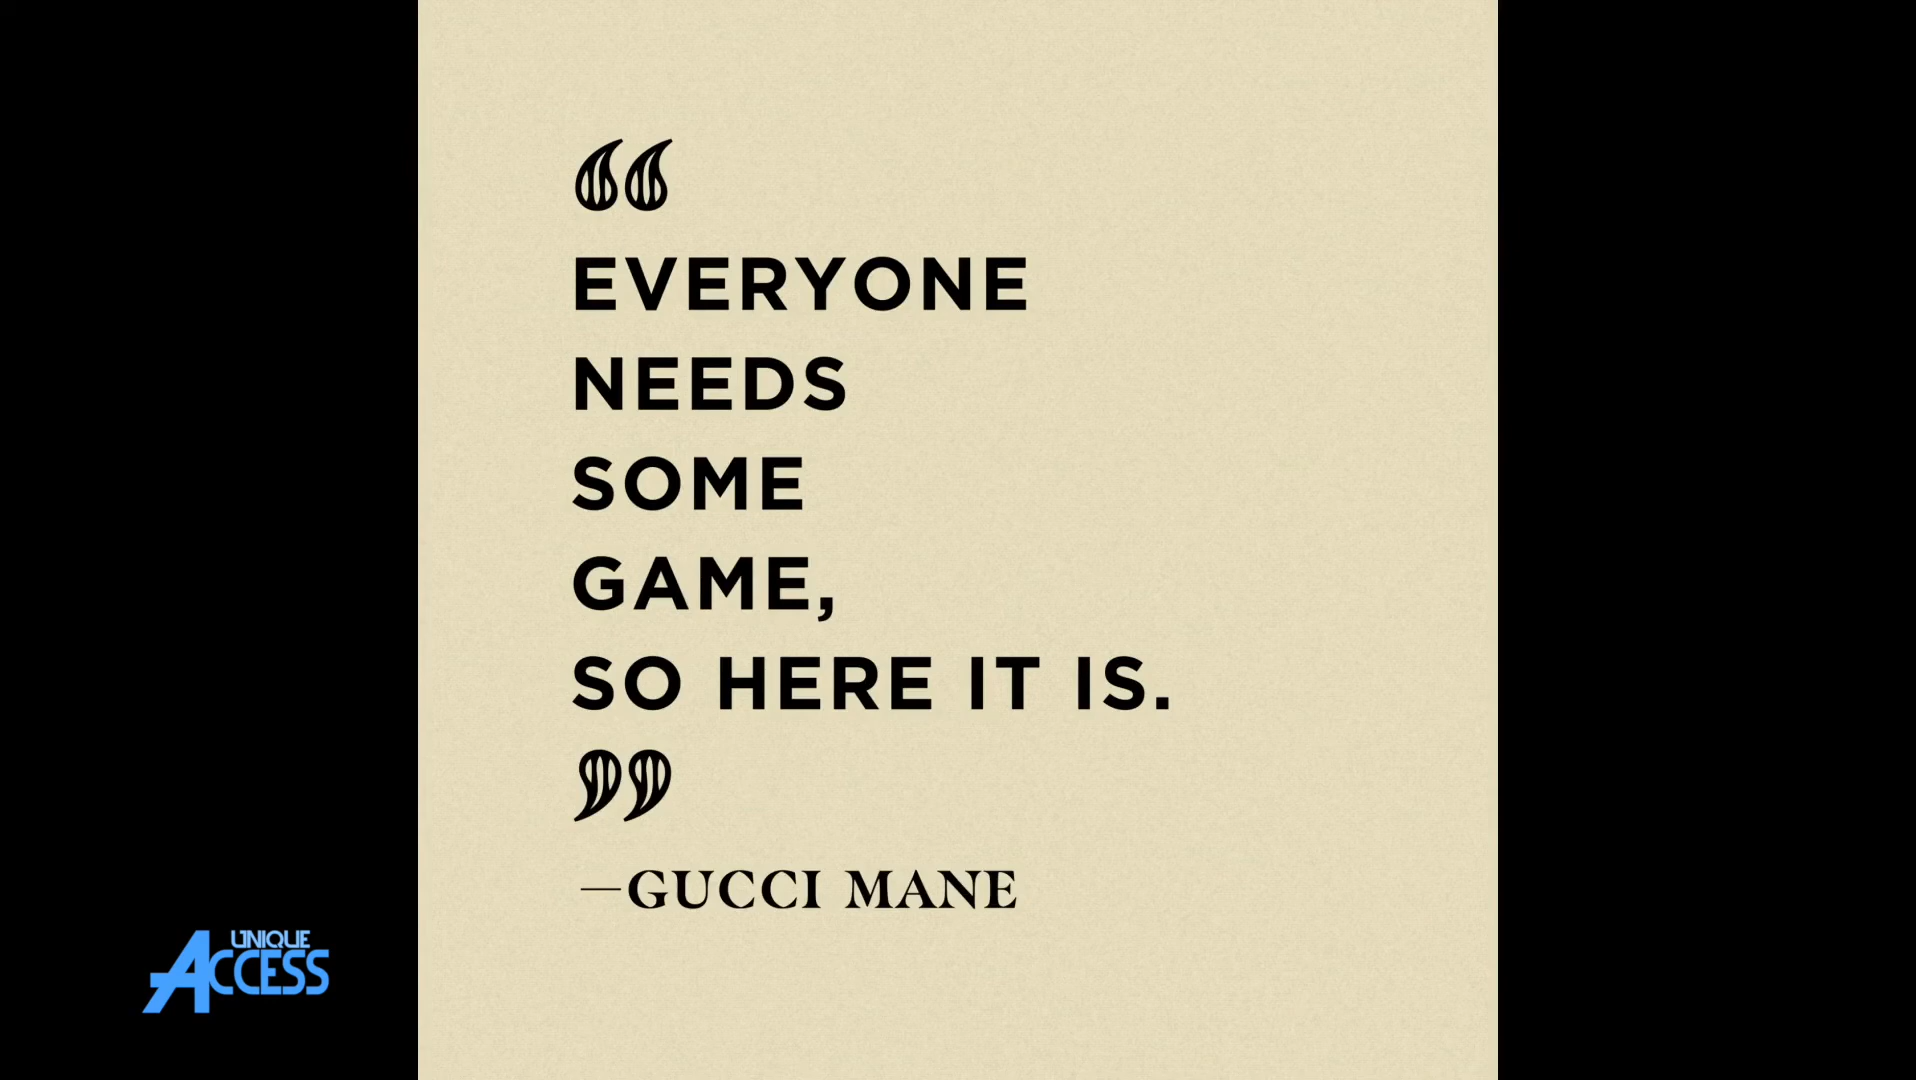 “
EVERYONE
NEEDS
SOME
GAME,
SO HERE IT IS.
”
—GUCCI MANE
UNIQUE
ACCESS